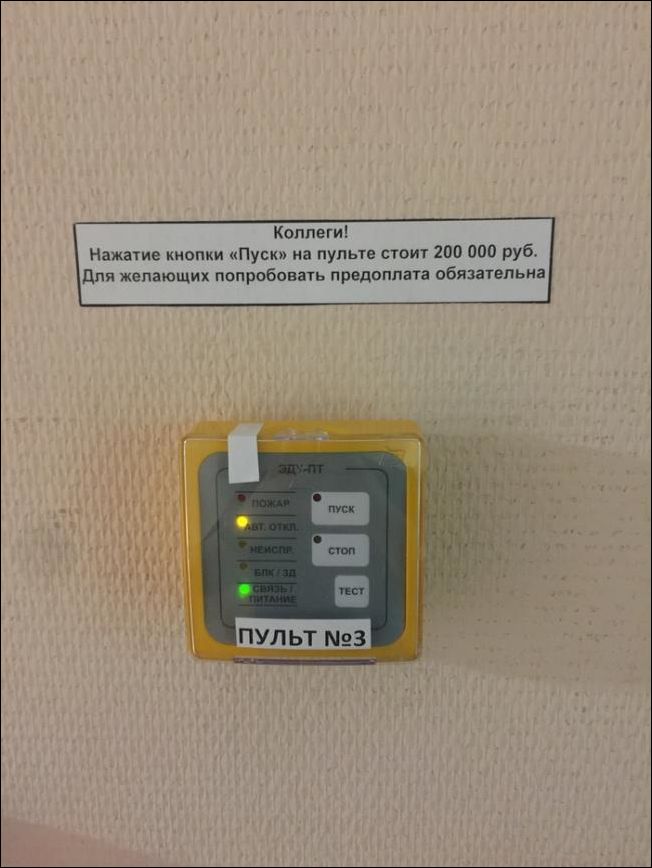 Коллеги!
Нажатие кнопки «Пуск» на пульте стоит 200 000 руб.
Для желающих попробовать предоплата обязательна
ЭДУ-ПТ
ПОЖАР
АВТ. ОТКЛ.
НЕИСПР.
БЛК / ЗД
СВЯЗЬ /
ПИТАНИЕ
ПУСК
СТОП
ТЕСТ
ПУЛЬТ №3